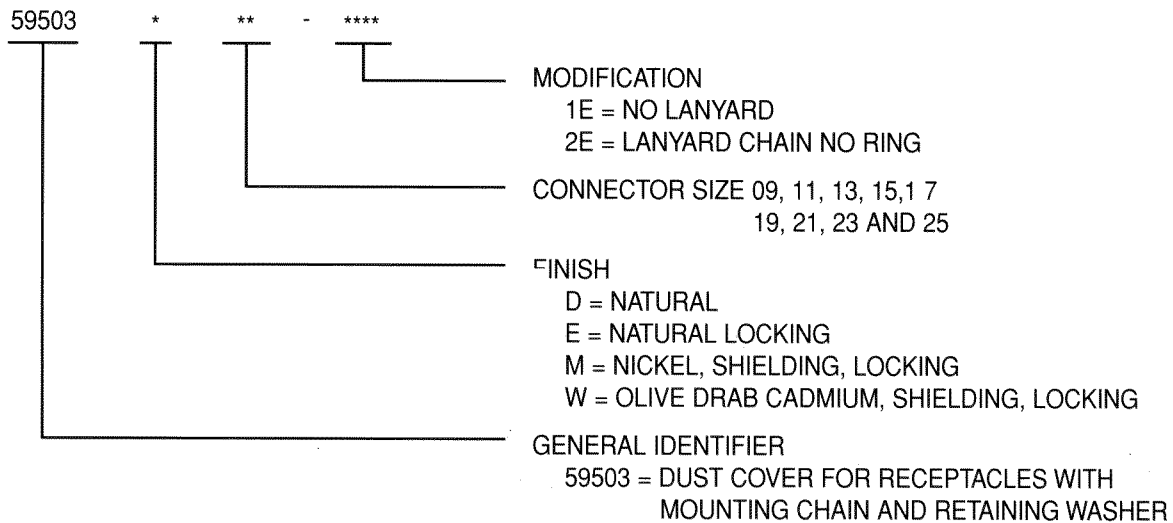 59503 * ** - ****
MODIFICATION
1E = NO LANYARD
2E = LANYARD CHAIN NO RING
CONNECTOR SIZE 09, 11, 13, 15,1 7
19, 21, 23 AND 25
FINISH
D = NATURAL
E = NATURAL LOCKING
M = NICKEL, SHIELDING, LOCKING
W = OLIVE DRAB CADMIUM, SHIELDING, LOCKING
GENERAL IDENTIFIER
59503 = DUST COVER FOR RECEPTACLES WITH
MOUNTING CHAIN AND RETAINING WASHER